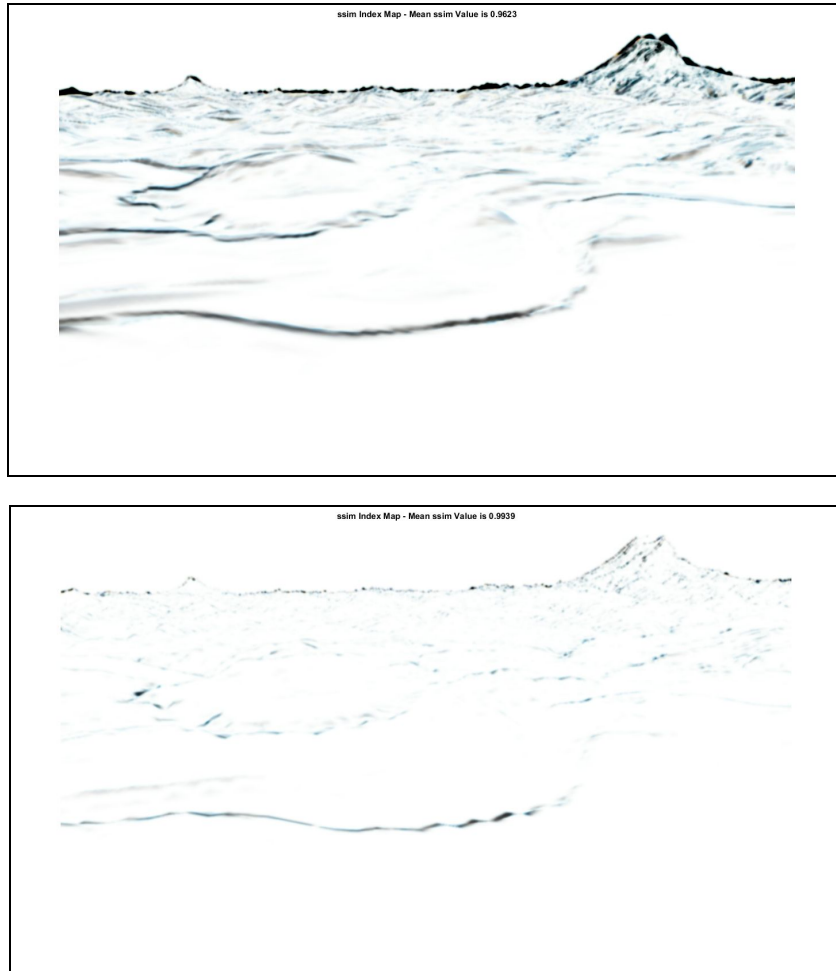 ssim Index Map - Mean ssim Value is 0.9623
ssim Index Map - Mean ssim Value is 0.9939